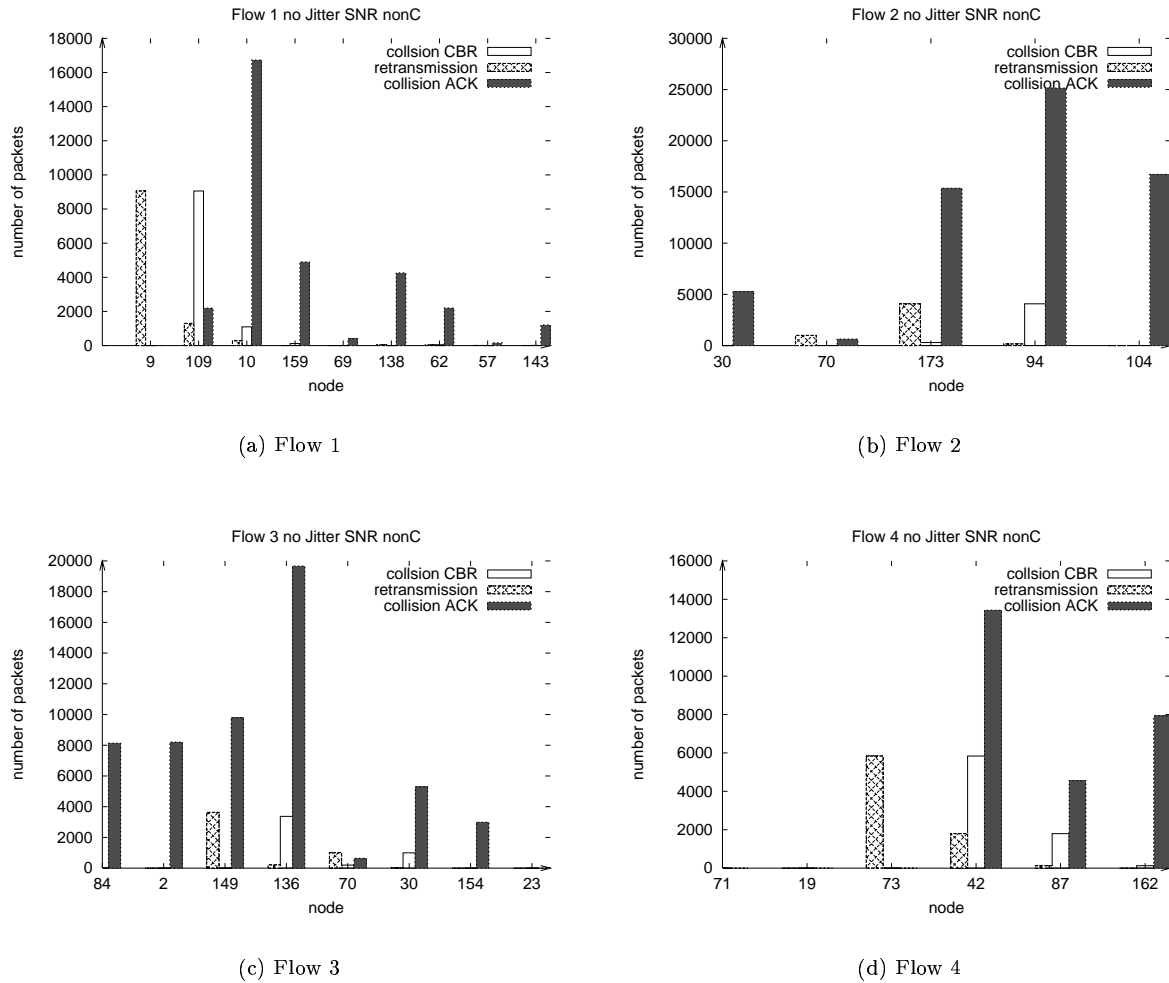 Flow 1 no Jitter SNR nonC
18000
16000
14000
12000
10000
8000
6000
4000
2000
0
number of packets
collsion CBR
retransmission
collision ACK
9 109 10 159 69 138 62 57 143
node
(a) Flow 1
Flow 2 no Jitter SNR nonC
30000
25000
20000
15000
10000
5000
0
number of packets
collsion CBR
retransmission
collision ACK
30 70 173 94 104
node
(b) Flow 2
Flow 3 no Jitter SNR nonC
20000
18000
16000
14000
12000
10000
8000
6000
4000
2000
0
number of packets
collsion CBR
retransmission
collision ACK
84 2 149 136 70 30 154 23
node
(c) Flow 3
Flow 4 no Jitter SNR nonC
16000
14000
12000
10000
8000
6000
4000
2000
0
number of packets
collsion CBR
retransmission
collision ACK
71 19 73 42 87 162
node
(d) Flow 4